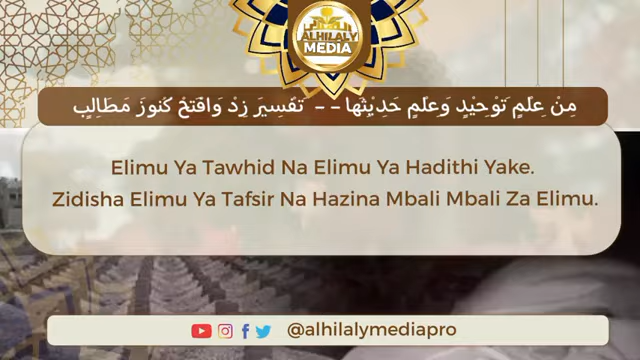 ALHILALY
MEDIA
مِنْ عِلْمِ تَوْحِيْدٍ وَعِلْمِ حَدِيْثِهَا -- تَفْسِيرَ زِدْ وَافْتَحْ كُنوزَ مَطَالِبٍ
Elimu Ya Tawhid Na Elimu Ya Hadithi Yake.
Zidisha Elimu Ya Tafsir Na Hazina Mbali Mbali Za Elimu.
@alhilalymediapro